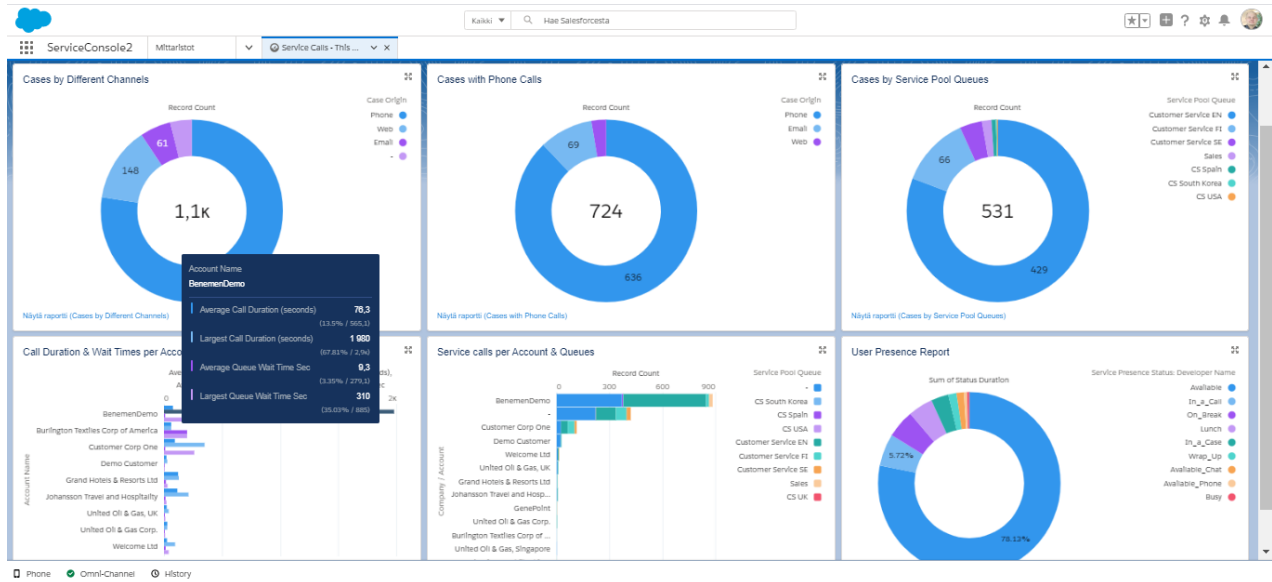 Kaikki
Hae Salesforcesta
ServiceConsole2
Mittaristot
Service Calls - This ...
Cases by Different Channels
Record Count
Case Origin
Phone
Web
Email
-
61
148
1,1K
Näytä raportti (Cases by Different Channels)
Cases with Phone Calls
Record Count
Case Origin
Phone
Email
Web
69
724
636
Näytä raportti (Cases with Phone Calls)
Cases by Service Pool Queues
Record Count
Service Pool Queue
Customer Service EN
Customer Service FI
Customer Service SE
Sales
CS Spain
CS South Korea
CS USA
66
531
429
Näytä raportti (Cases by Service Pool Queues)
Account Name
BenemenDemo
Average Call Duration (seconds) 76,3
(13.5% / 565,1)
Largest Call Duration (seconds) 1 980
(67.81% / 2,9k)
Average Queue Wait Time Sec 9,3
(3.35% / 279,1)
Largest Queue Wait Time Sec 310
(35.03% / 885)
Call Duration & Wait Times per Acco
0
2K
Account Name
BenemenDemo
Burlington Textiles Corp of America
Customer Corp One
Demo Customer
Grand Hotels & Resorts Ltd
Johansson Travel and Hospitality
United Oil & Gas, UK
United Oil & Gas Corp.
Welcome Ltd
Service calls per Account & Queues
Record Count
0 300 600 900
Company / Account
BenemenDemo
-
Customer Corp One
Demo Customer
Welcome Ltd
United Oil & Gas, UK
Grand Hotels & Resorts Ltd
Johansson Travel and Hosp...
GenePoint
United Oil & Gas Corp.
Burlington Textiles Corp of ...
United Oil & Gas, Singapore
Service Pool Queue
-
CS South Korea
CS Spain
CS USA
Customer Service EN
Customer Service FI
Customer Service SE
Sales
CS UK
User Presence Report
Sum of Status Duration
Service Presence Status: Developer Name
Available
In_a_Call
On_Break
Lunch
In_a_Case
Wrap_Up
Available_Chat
Available_Phone
Busy
5.72%
78.13%
Phone
Omni-Channel
History